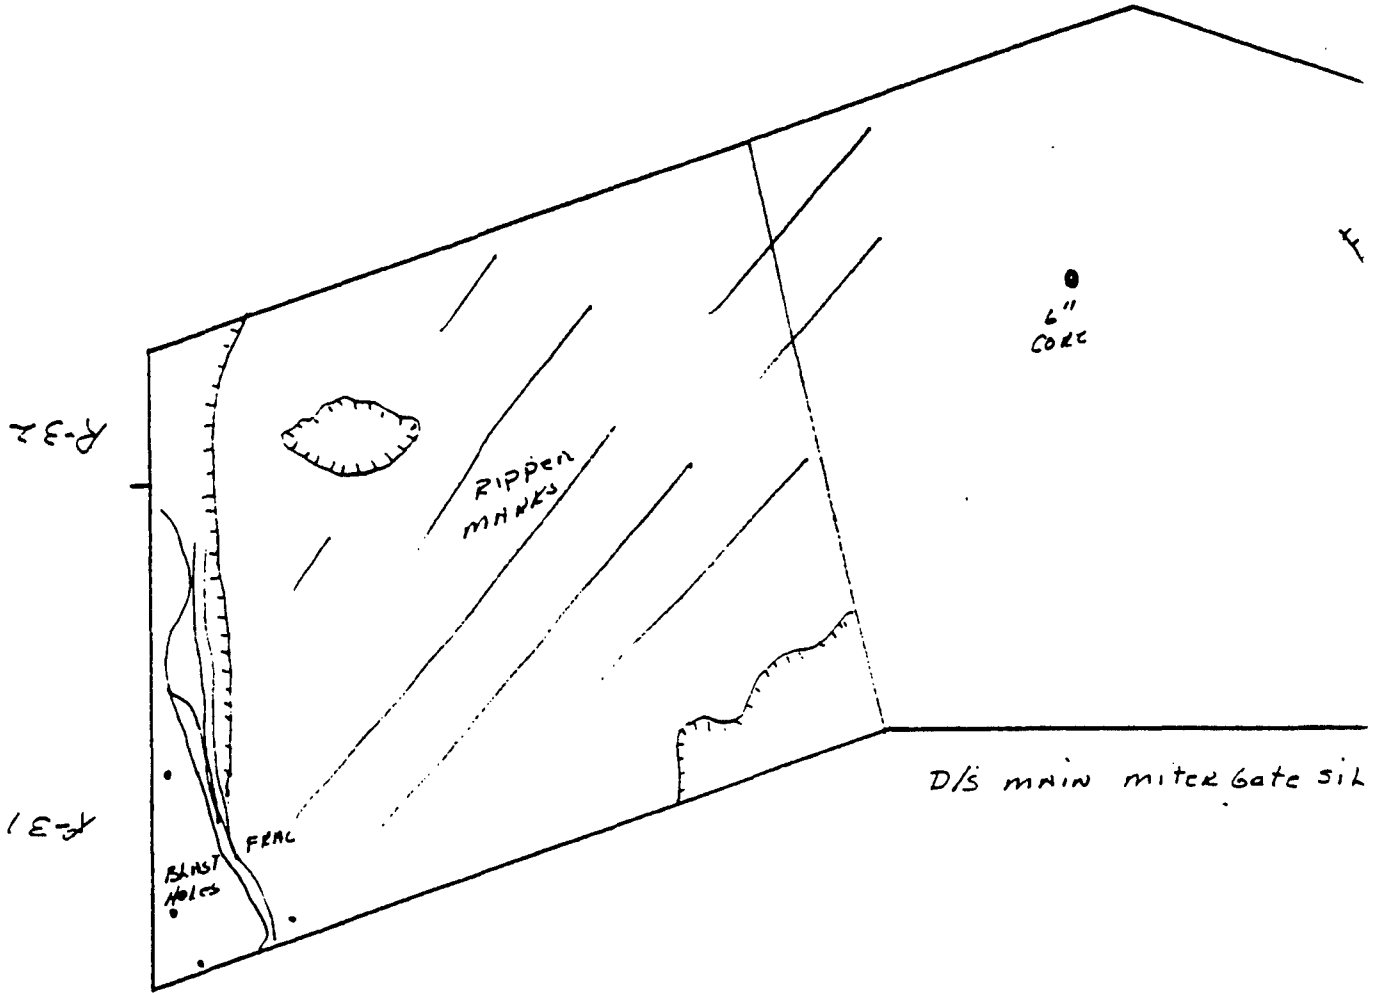 6"
CORE
R-32
RIPPER
MARKS
R-31
FRAC
BLAST
HOLES
D/S MAIN MITER GATE SIL